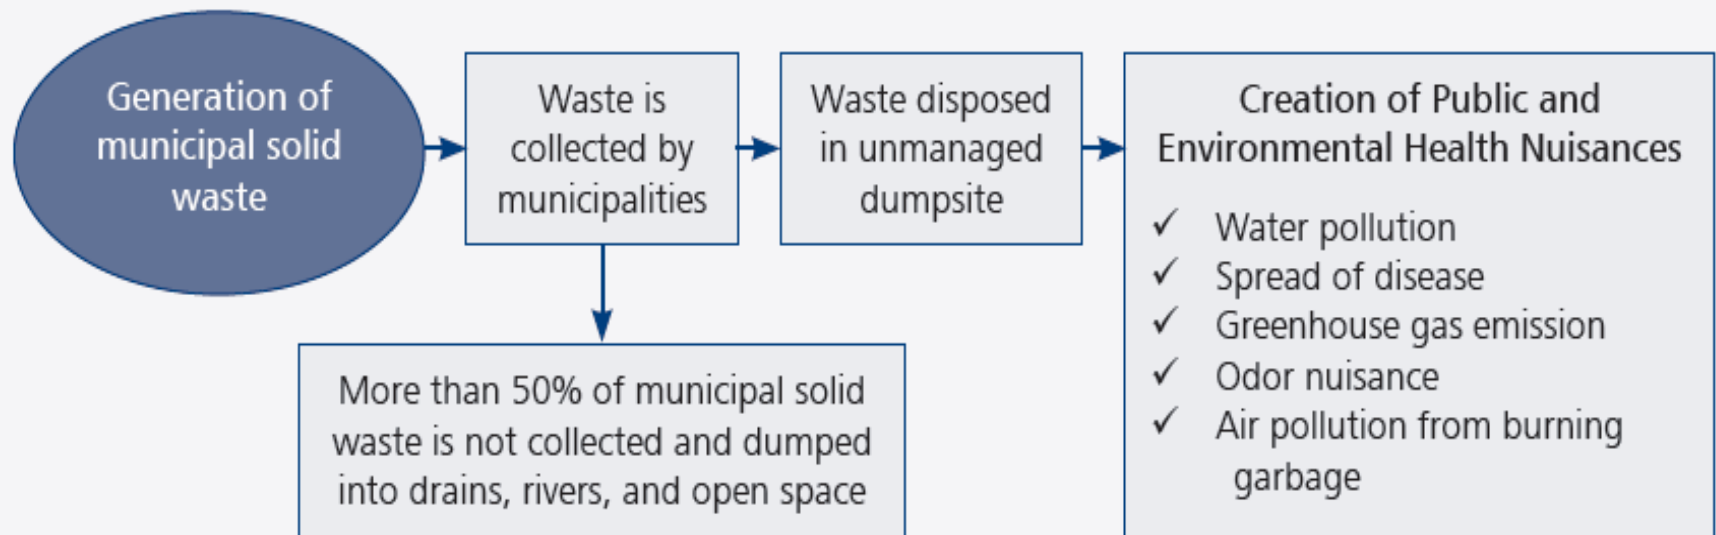 Generation of
municipal solid
waste
Waste is
collected by
municipalities
Waste disposed
in unmanaged
dumpsite
Creation of Public and
Environmental Health Nuisances
✓ Water pollution
✓ Spread of disease
✓ Greenhouse gas emission
✓ Odor nuisance
✓ Air pollution from burning
garbage
More than 50% of municipal solid
waste is not collected and dumped
into drains, rivers, and open space